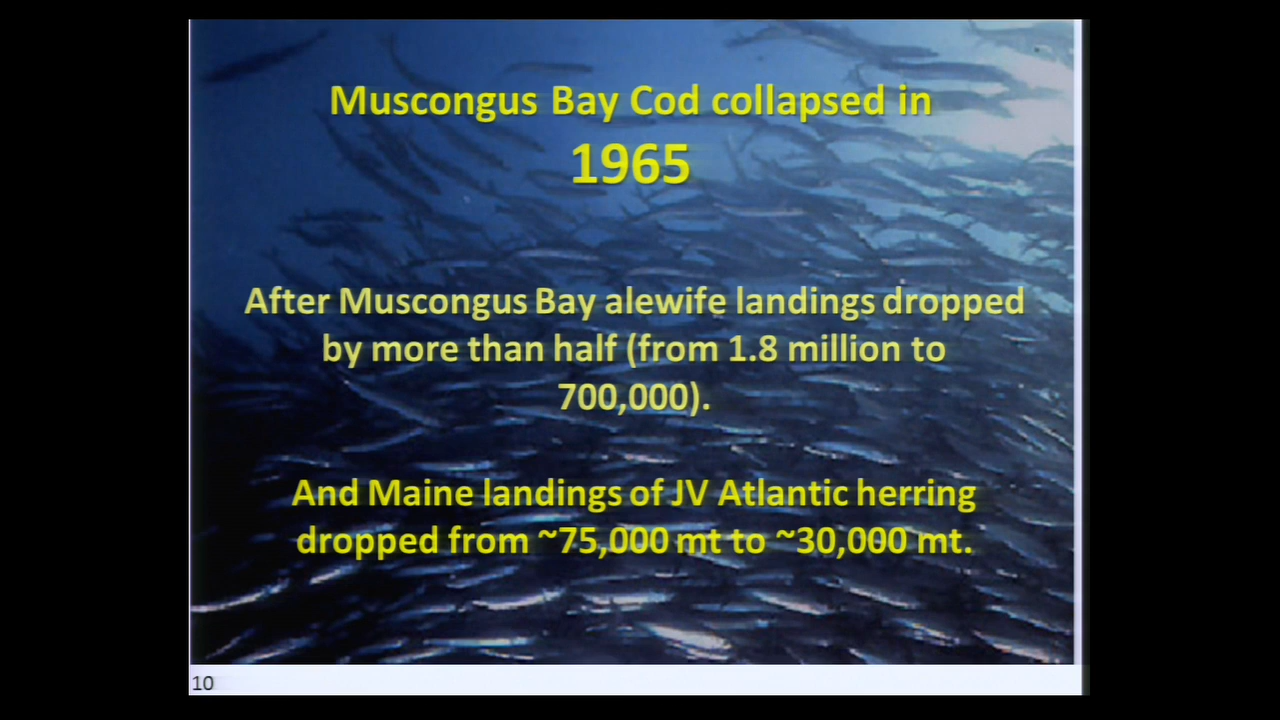 Muscongus Bay Cod collapsed in
1965
After Muscongus Bay alewife landings dropped
by more than half (from 1.8 million to
700,000).
And Maine landings of JV Atlantic herring
dropped from ~75,000 mt to ~30,000 mt.
10